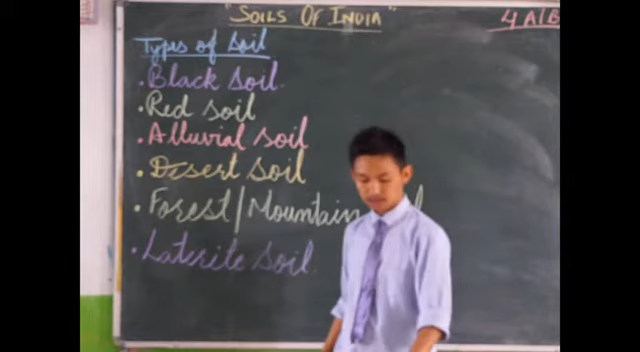 "Soils Of India"
4 A/B
Types of Soil
• Black Soil
• Red soil
• Alluvial soil
• Desert Soil
• Forest/Mountain
• Laterite Soil